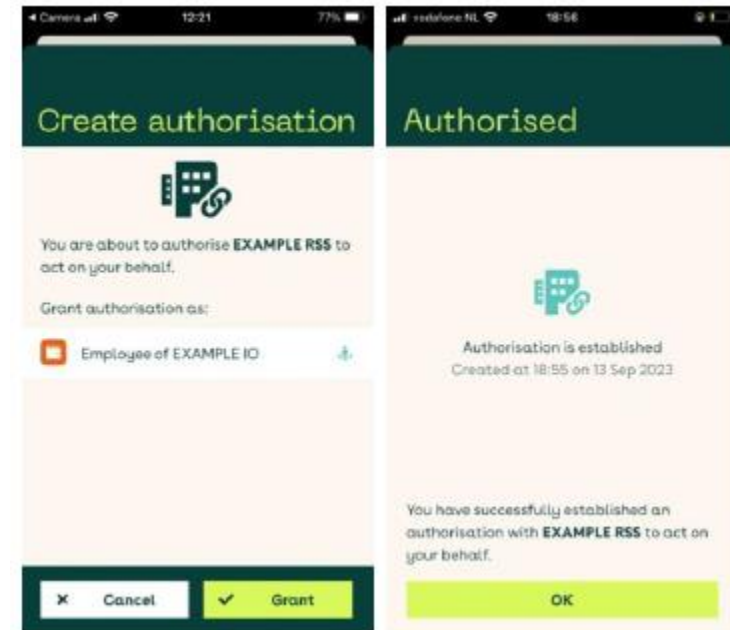 Camera
12:21
77%
Create authorisation
You are about to authorise EXAMPLE RSS to
act on your behalf.
Grant authorisation as:
Employee of EXAMPLE IO
Cancel
Grant
vodafone NL
18:56
Authorised
Authorisation is established
Created at 18:55 on 13 Sep 2023
You have successfully established an
authorisation with EXAMPLE RSS to act on
your behalf.
OK